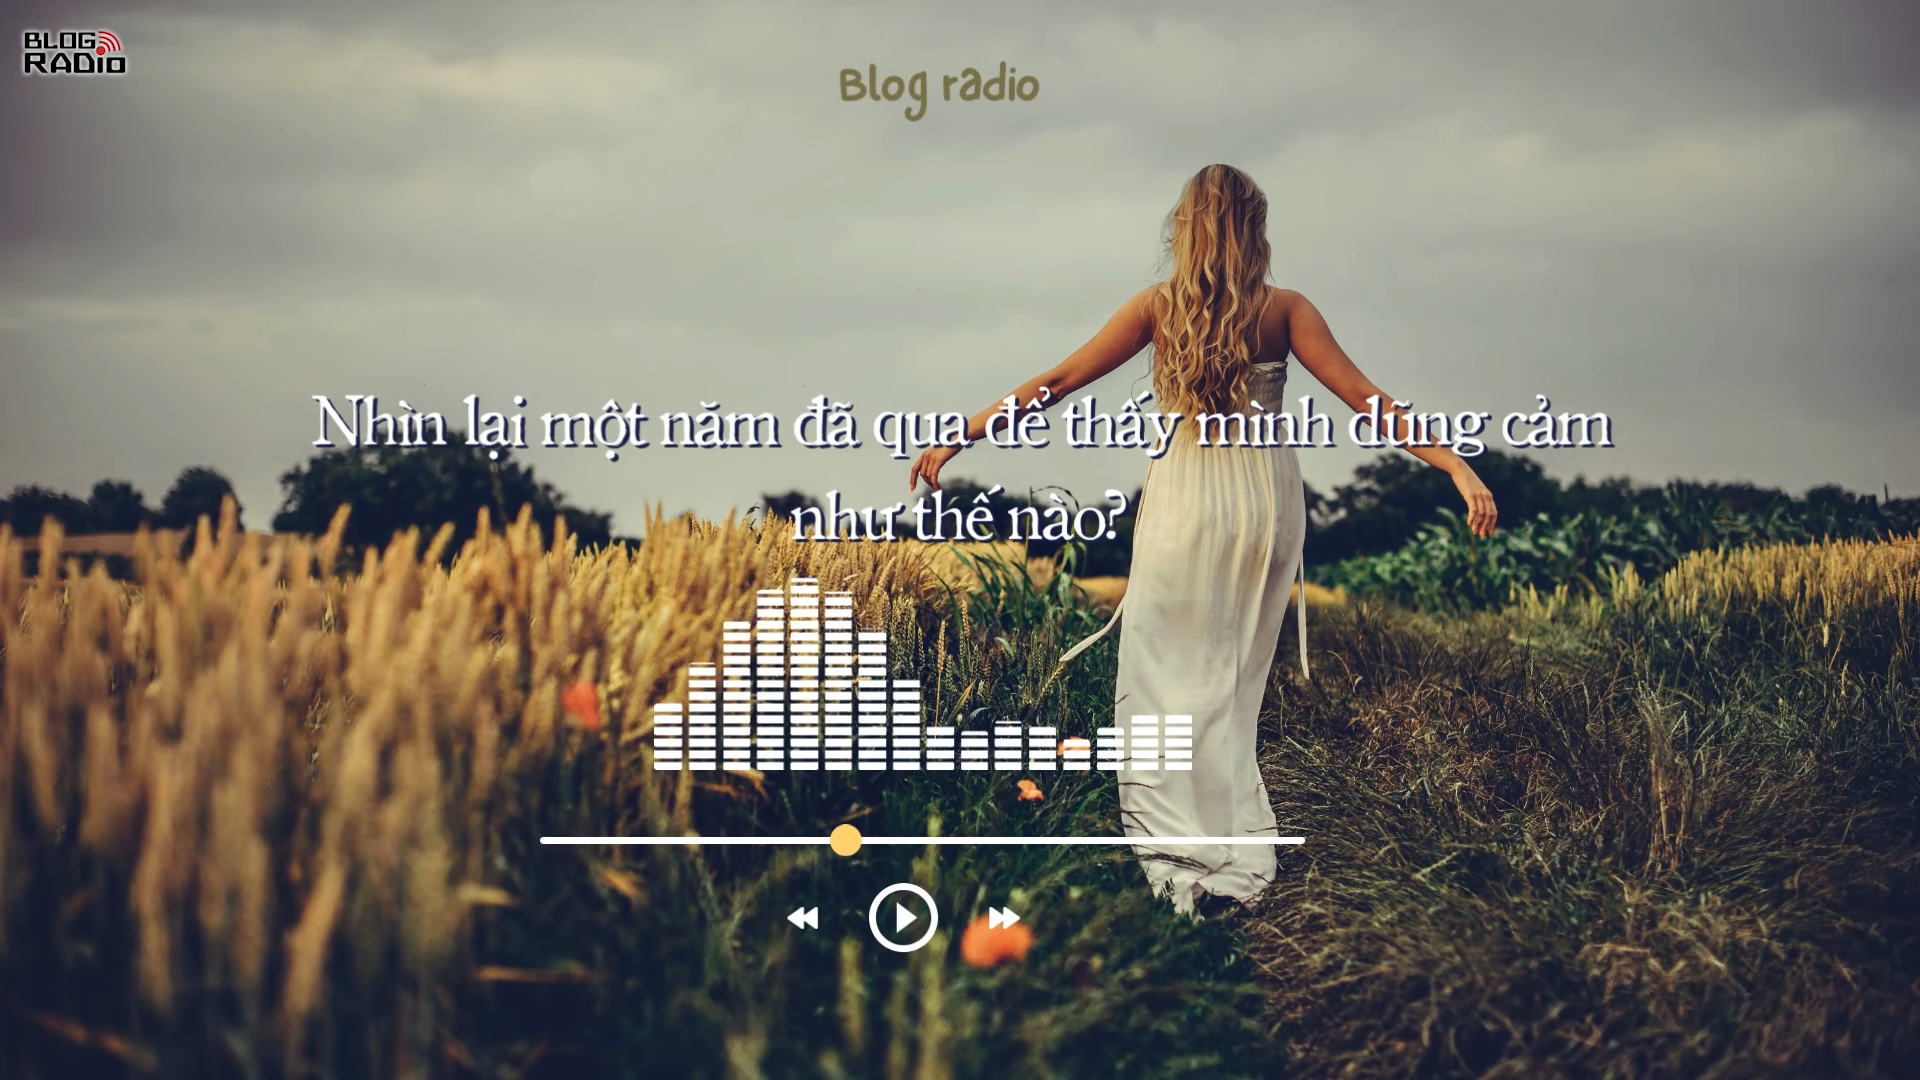 BLOG
RADiO
Blog radio
Nhìn lại một năm đã qua để thấy mình dũng cảm
như thế nào?